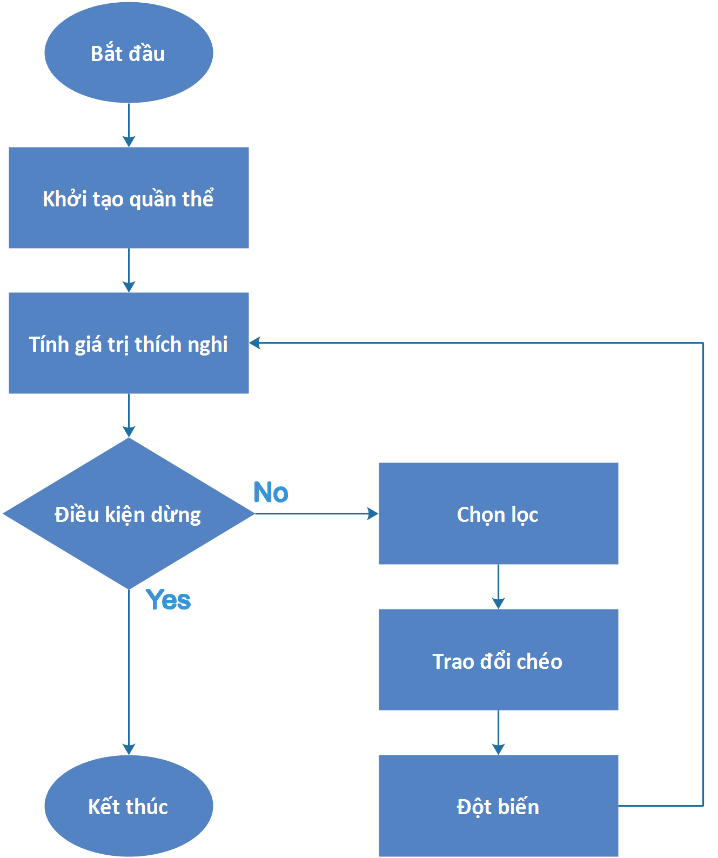 Bắt đầu
Khởi tạo quần thể
Tính giá trị thích nghi
Điều kiện dừng
No
Yes
Chọn lọc
Trao đổi chéo
Đột biến
Kết thúc